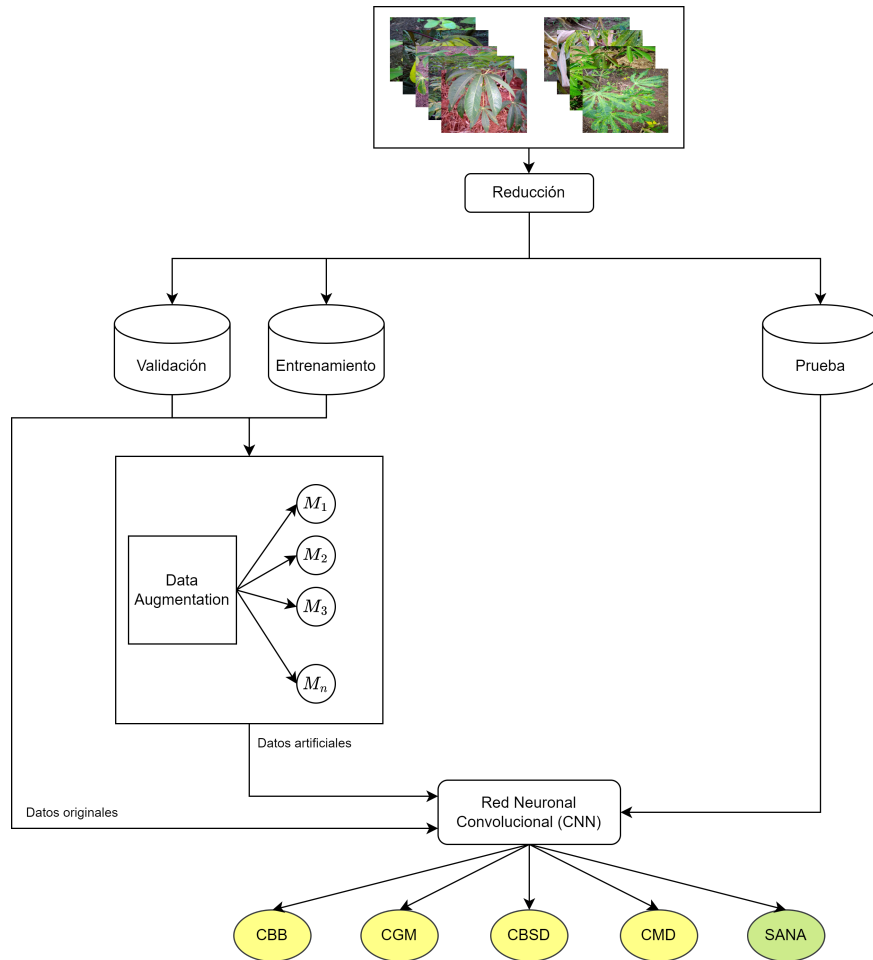 Reducción
Validación
Entrenamiento
Prueba
Data
Augmentation
M₁
M₂
M₃
Mₙ
Datos artificiales
Datos originales
Red Neuronal
Convolucional (CNN)
CBB
CGM
CBSD
CMD
SANA